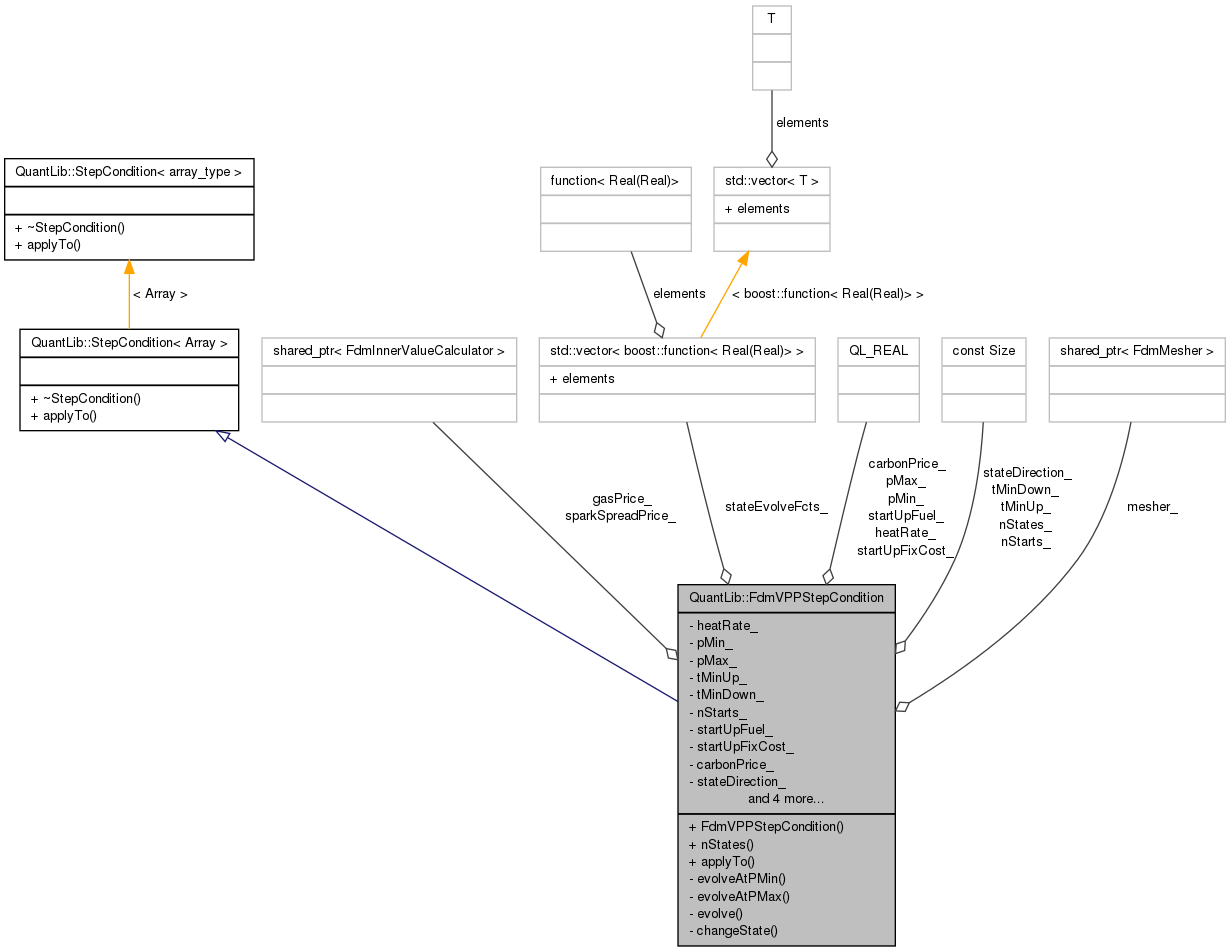 T
elements
QuantLib::StepCondition< array_type >
+ ~StepCondition()
+ applyTo()
function< Real(Real)>
std::vector< T >
+ elements
< Array >
elements
< boost::function< Real(Real)> >
QuantLib::StepCondition< Array >
+ ~StepCondition()
+ applyTo()
shared_ptr< FdmInnerValueCalculator >
std::vector< boost::function< Real(Real)> >
+ elements
QL_REAL
const Size
shared_ptr< FdmMesher >
gasPrice_
sparkSpreadPrice_
stateEvolveFcts_
carbonPrice_
pMax_
pMin_
startUpFuel_
heatRate_
startUpFixCost_
stateDirection_
tMinDown_
tMinUp_
nStates_
nStarts_
mesher_
QuantLib::FdmVPPStepCondition
- heatRate_
- pMin_
- pMax_
- tMinUp_
- tMinDown_
- nStarts_
- startUpFuel_
- startUpFixCost_
- carbonPrice_
- stateDirection_
and 4 more...
+ FdmVPPStepCondition()
+ nStates()
+ applyTo()
- evolveAtPMin()
- evolveAtPMax()
- evolve()
- changeState()